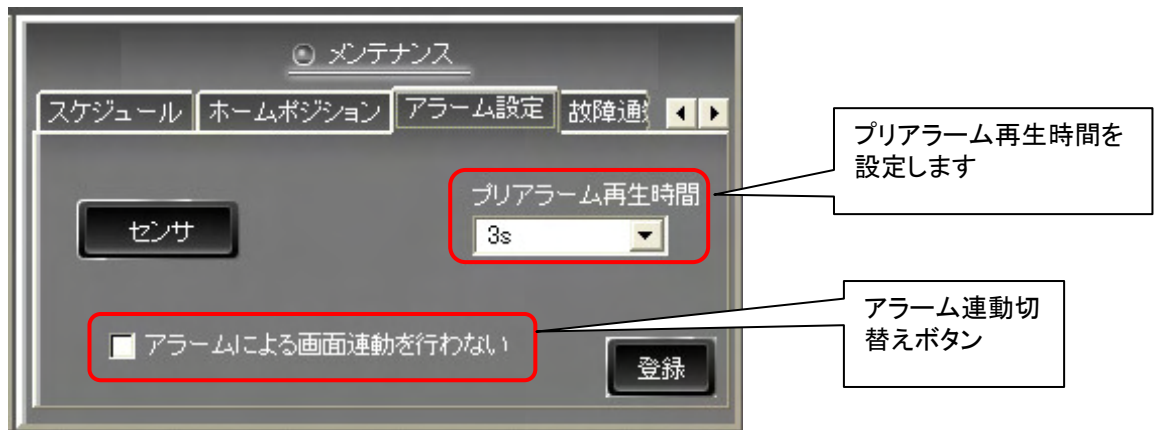 メンテナンス
スケジュール ホームポジション アラーム設定 故障通
プリアラーム再生時間を
設定します
プリアラーム再生時間
センサ
3s
アラーム連動切
替えボタン
アラームによる画面連動を行わない
登録